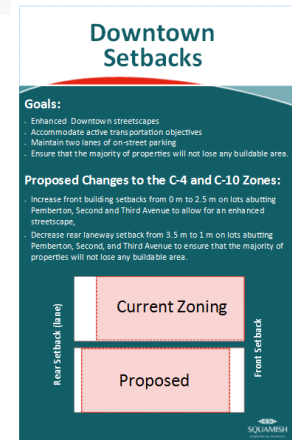 Downtown
Setbacks
Goals:
- Enhanced Downtown streetscapes
- Accommodate active transportation objectives
- Maintain two lanes of on-street parking
- Ensure that the majority of properties will not lose any buildable area.
Proposed Changes to the C-4 and C-10 Zones:
- Increase front building setbacks from 0 m to 2.5 m on lots abutting
Pemberton, Second and Third Avenue to allow for an enhanced
streetscape,
- Decrease rear laneway setback from 3.5 m to 1 m on lots abutting
Pemberton, Second, and Third Avenue to ensure that the majority of
properties will not lose any buildable area.
Rear Setback (lane)
Current Zoning
Proposed
Front Setback
SQUAMISH